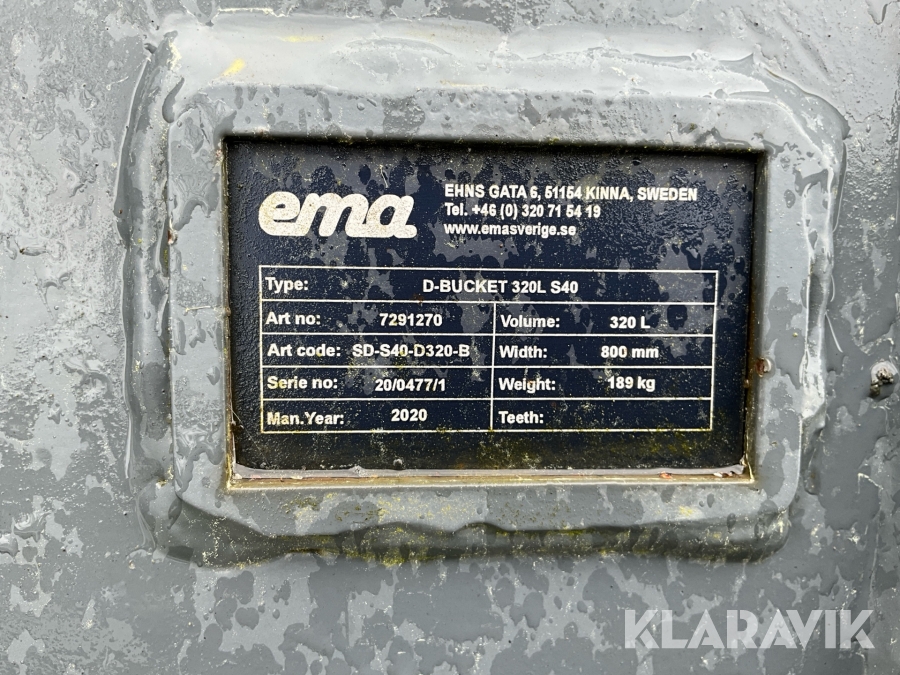 ema
EHNS GATA 6, 51154 KINNA, SWEDEN
Tel. +46 (0) 320 71 54 19
www.emasverige.se
Type: D-BUCKET 320L S40
Art no: 7291270 Volume: 320 L
Art code: SD-S40-D320-B Width: 800 mm
Serie no: 20/0477/1 Weight: 189 kg
Man.Year: 2020 Teeth:
KLARAVIK